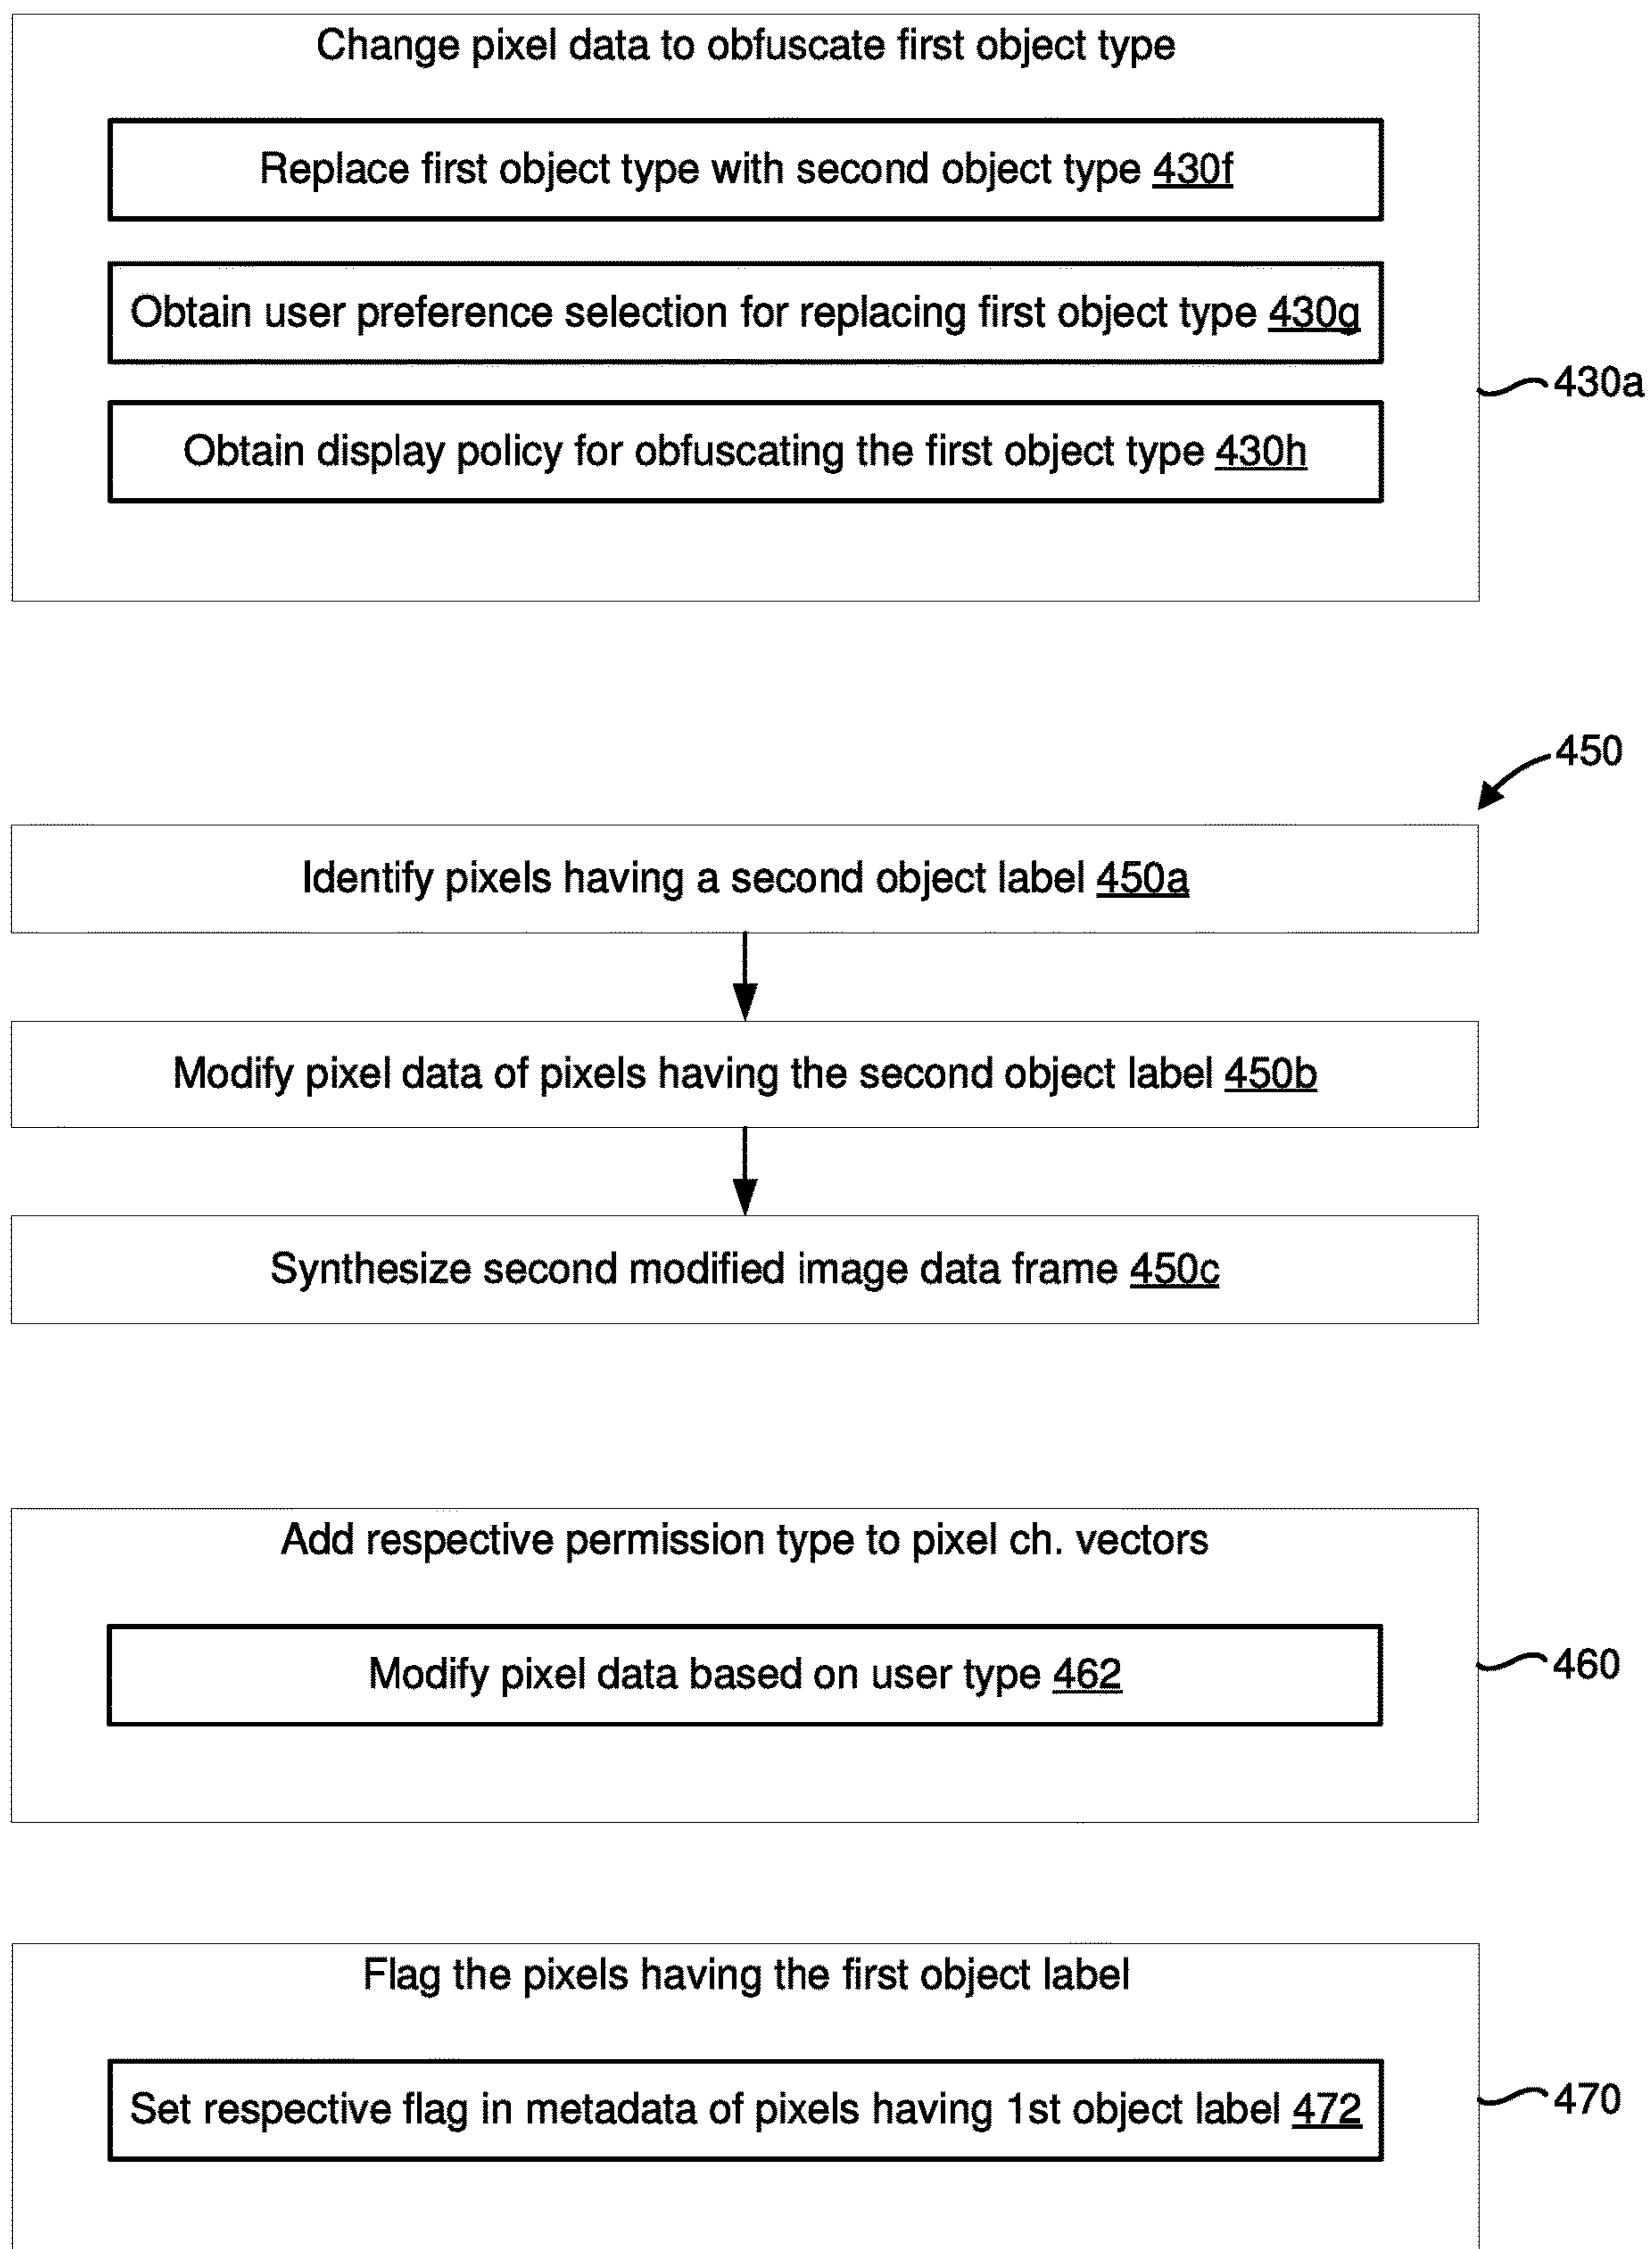 Change pixel data to obfuscate first object type
Replace first object type with second object type 430f
Obtain user preference selection for replacing first object type 430g
430a
Obtain display policy for obfuscating the first object type 430h
450
Identify pixels having a second object label 450a
Modify pixel data of pixels having the second object label 450b
Synthesize second modified image data frame 450c
Add respective permission type to pixel ch. vectors
Modify pixel data based on user type 462
460
Flag the pixels having the first object label
Set respective flag in metadata of pixels having 1st object label 472
470